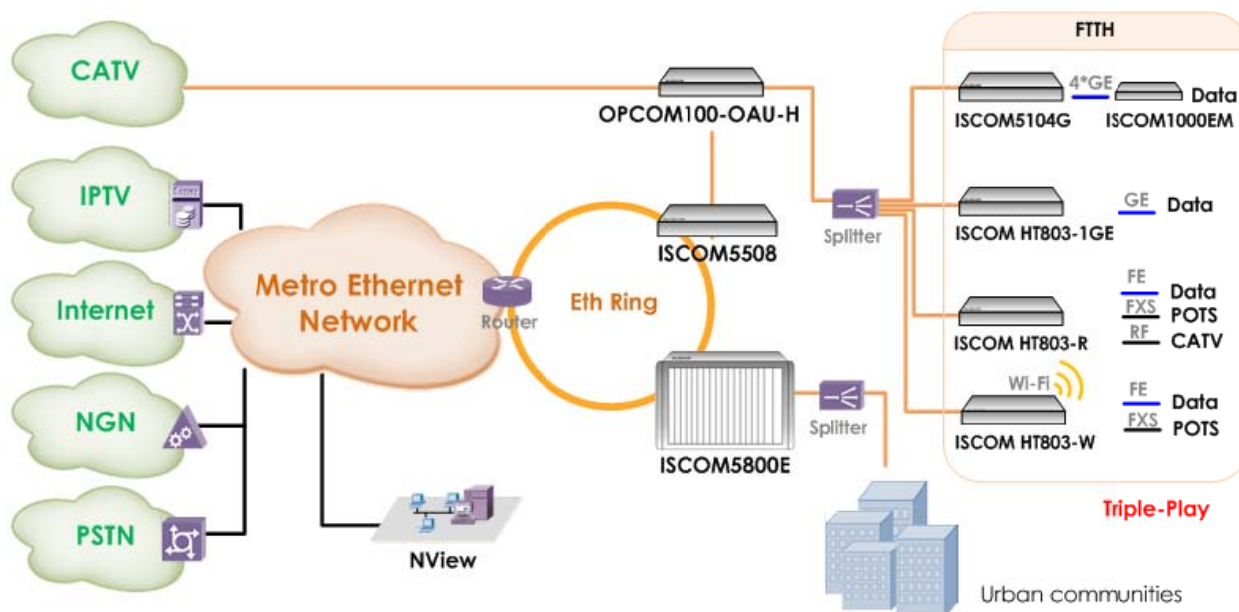 CATV
IPTV
Internet
NGN
PSTN
Metro Ethernet
Network
NView
Router
Eth Ring
OPCOM100-OAU-H
ISCOM5508
ISCOM5800E
Splitter
Splitter
Urban communities
FTTH
4*GE
Data
ISCOM5104G
ISCOM1000EM
GE
Data
ISCOM HT803-1GE
FE
Data
FXS
POTS
RF
CATV
ISCOM HT803-R
Wi-Fi
FE
Data
FXS
POTS
ISCOM HT803-W
Triple-Play